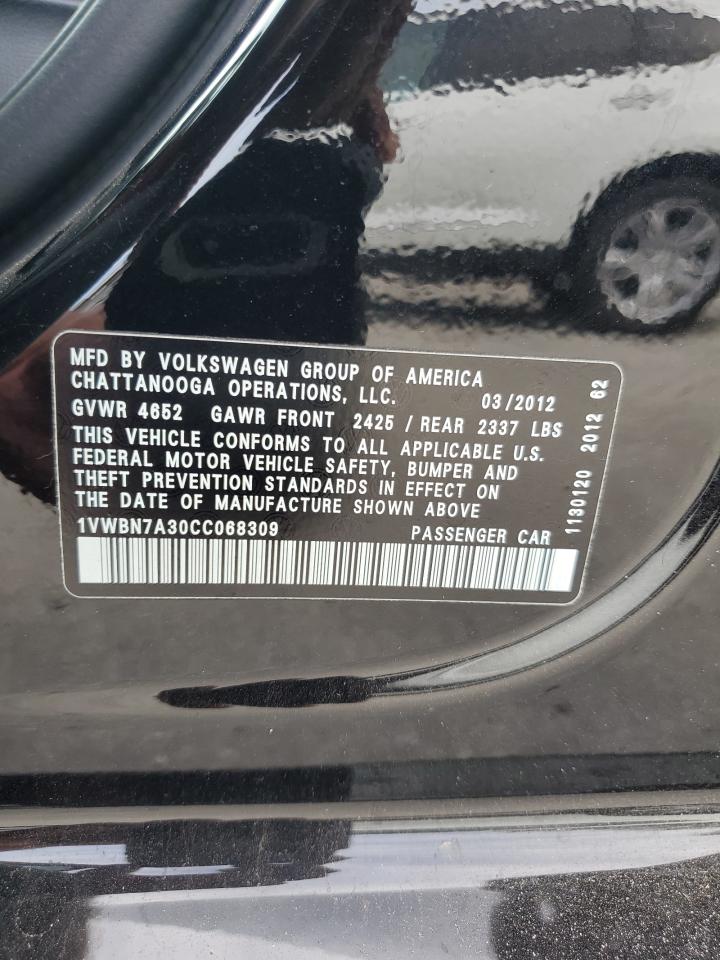 MFD BY VOLKSWAGEN GROUP OF AMERICA
CHATTANOOGA OPERATIONS, LLC. 03/2012
GVWR 4652 GAWR FRONT 2425 / REAR 2337 LBS
THIS VEHICLE CONFORMS TO ALL APPLICABLE U.S.
FEDERAL MOTOR VEHICLE SAFETY, BUMPER AND
THEFT PREVENTION STANDARDS IN EFFECT ON
THE DATE OF MANUFACTURE SHOWN ABOVE
1VWBN7A30CC068309 PASSENGER CAR
1130120 2012 62